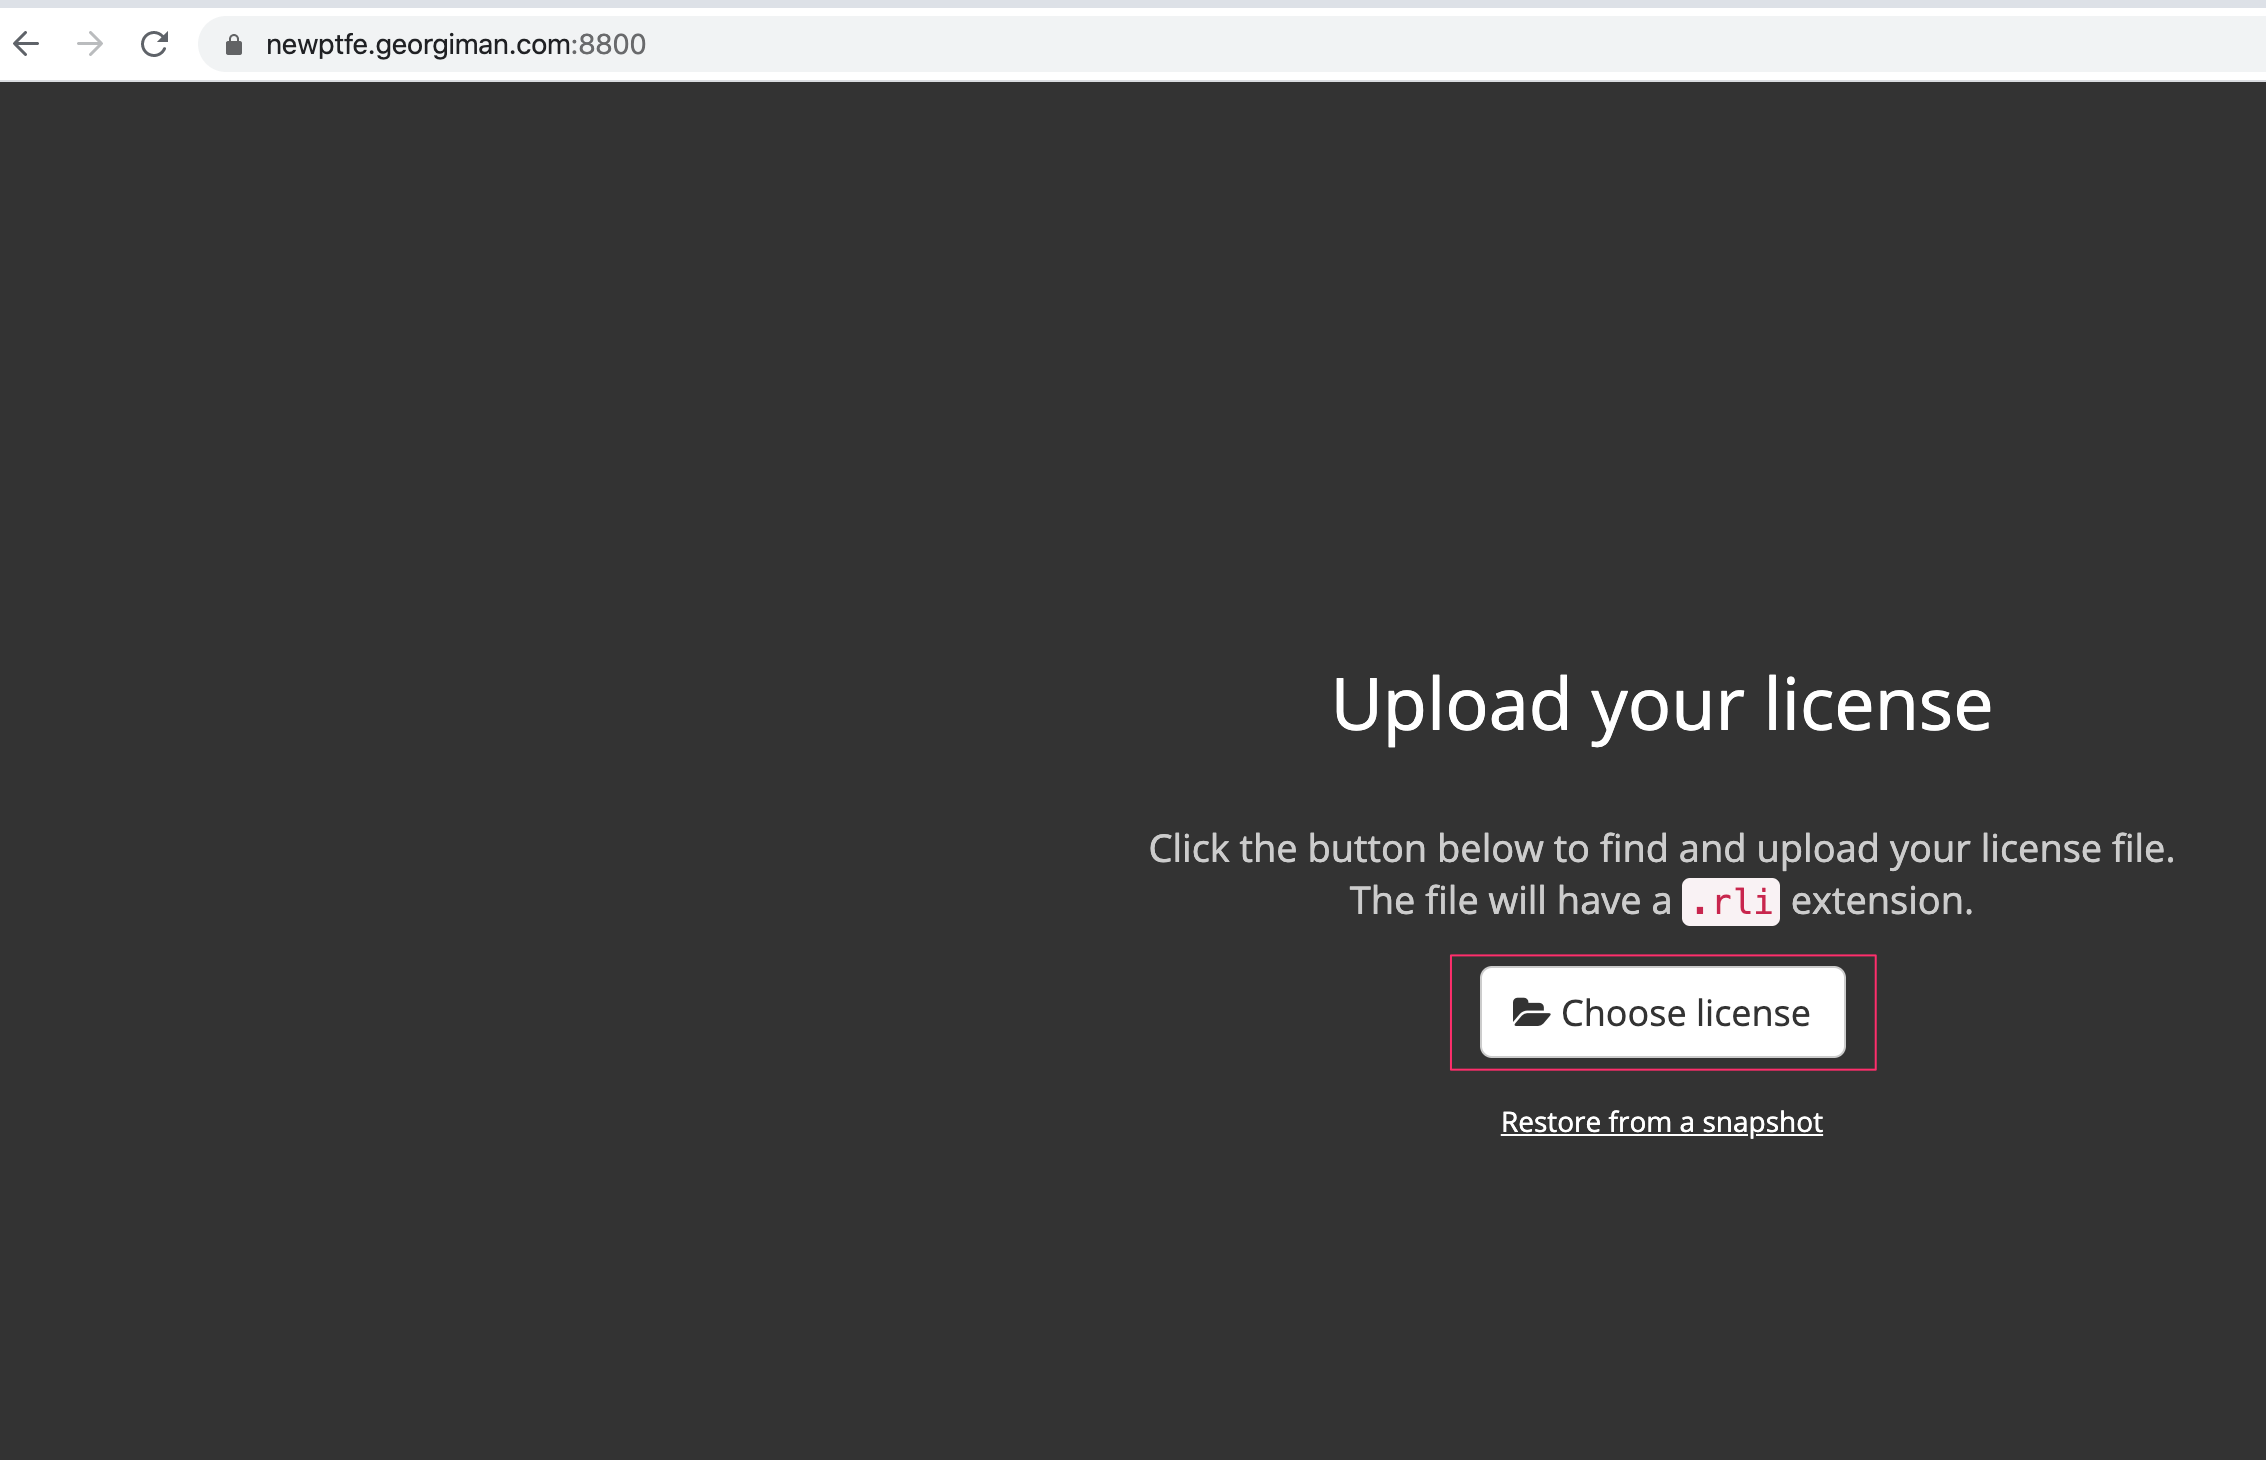 newptfe.georgiman.com:8800
Upload your license
Click the button below to find and upload your license file.
The file will have a .rli extension.
Choose license
Restore from a snapshot